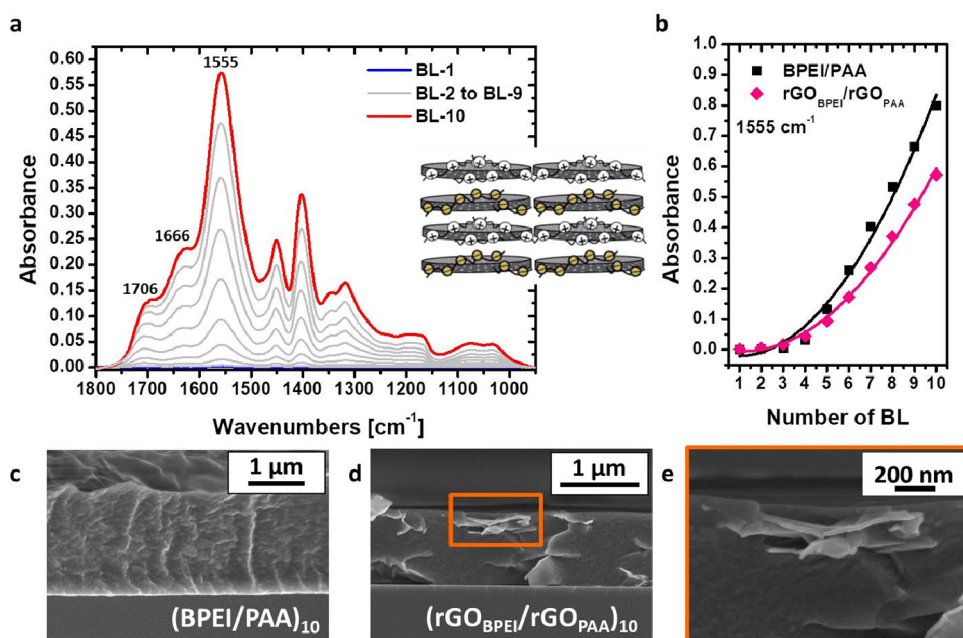 a
0.60
0.55
0.50
0.45
0.40
0.35
0.30
0.25
0.20
0.15
0.10
0.05
0.00
Absorbance
1555
1666
1706
BL-1
BL-2 to BL-9
BL-10
1800 1700 1600 1500 1400 1300 1200 1100 1000
Wavenumbers [cm⁻¹]
b
1.0
0.9
0.8
0.7
0.6
0.5
0.4
0.3
0.2
0.1
0.0
Absorbance
BPEI/PAA
rGO_BPEI/rGO_PAA
1555 cm⁻¹
1 2 3 4 5 6 7 8 9 10
Number of BL
c
1 µm
(BPEI/PAA)₁₀
d
1 µm
(rGO_BPEI/rGO_PAA)₁₀
e
200 nm